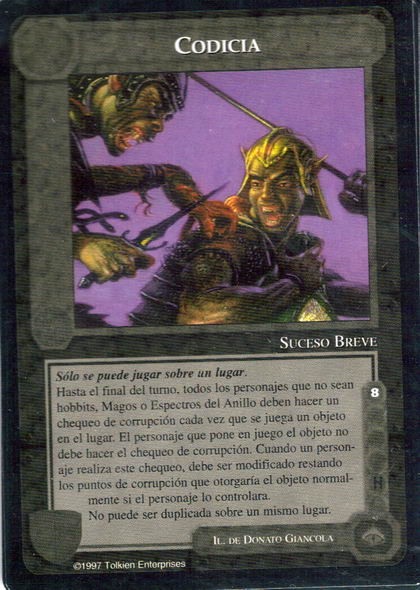 CODICIA
SUCESO BREVE
Sólo se puede jugar sobre un lugar.
Hasta el final del turno, todos los personajes que no sean
hobbits, Magos o Espectros del Anillo deben hacer un
chequeo de corrupción cada vez que se juega un objeto
en el lugar. El personaje que pone en juego el objeto no
debe hacer el chequeo de corrupción. Cuando un person-
aje realiza este chequeo, debe ser modificado restando
los puntos de corrupción que otorgaría el objeto normal-
mente si el personaje lo controlara.
No puede ser duplicada sobre un mismo lugar.
8
H
IL. DE DONATO GIANCOLA
©1997 Tolkien Enterprises